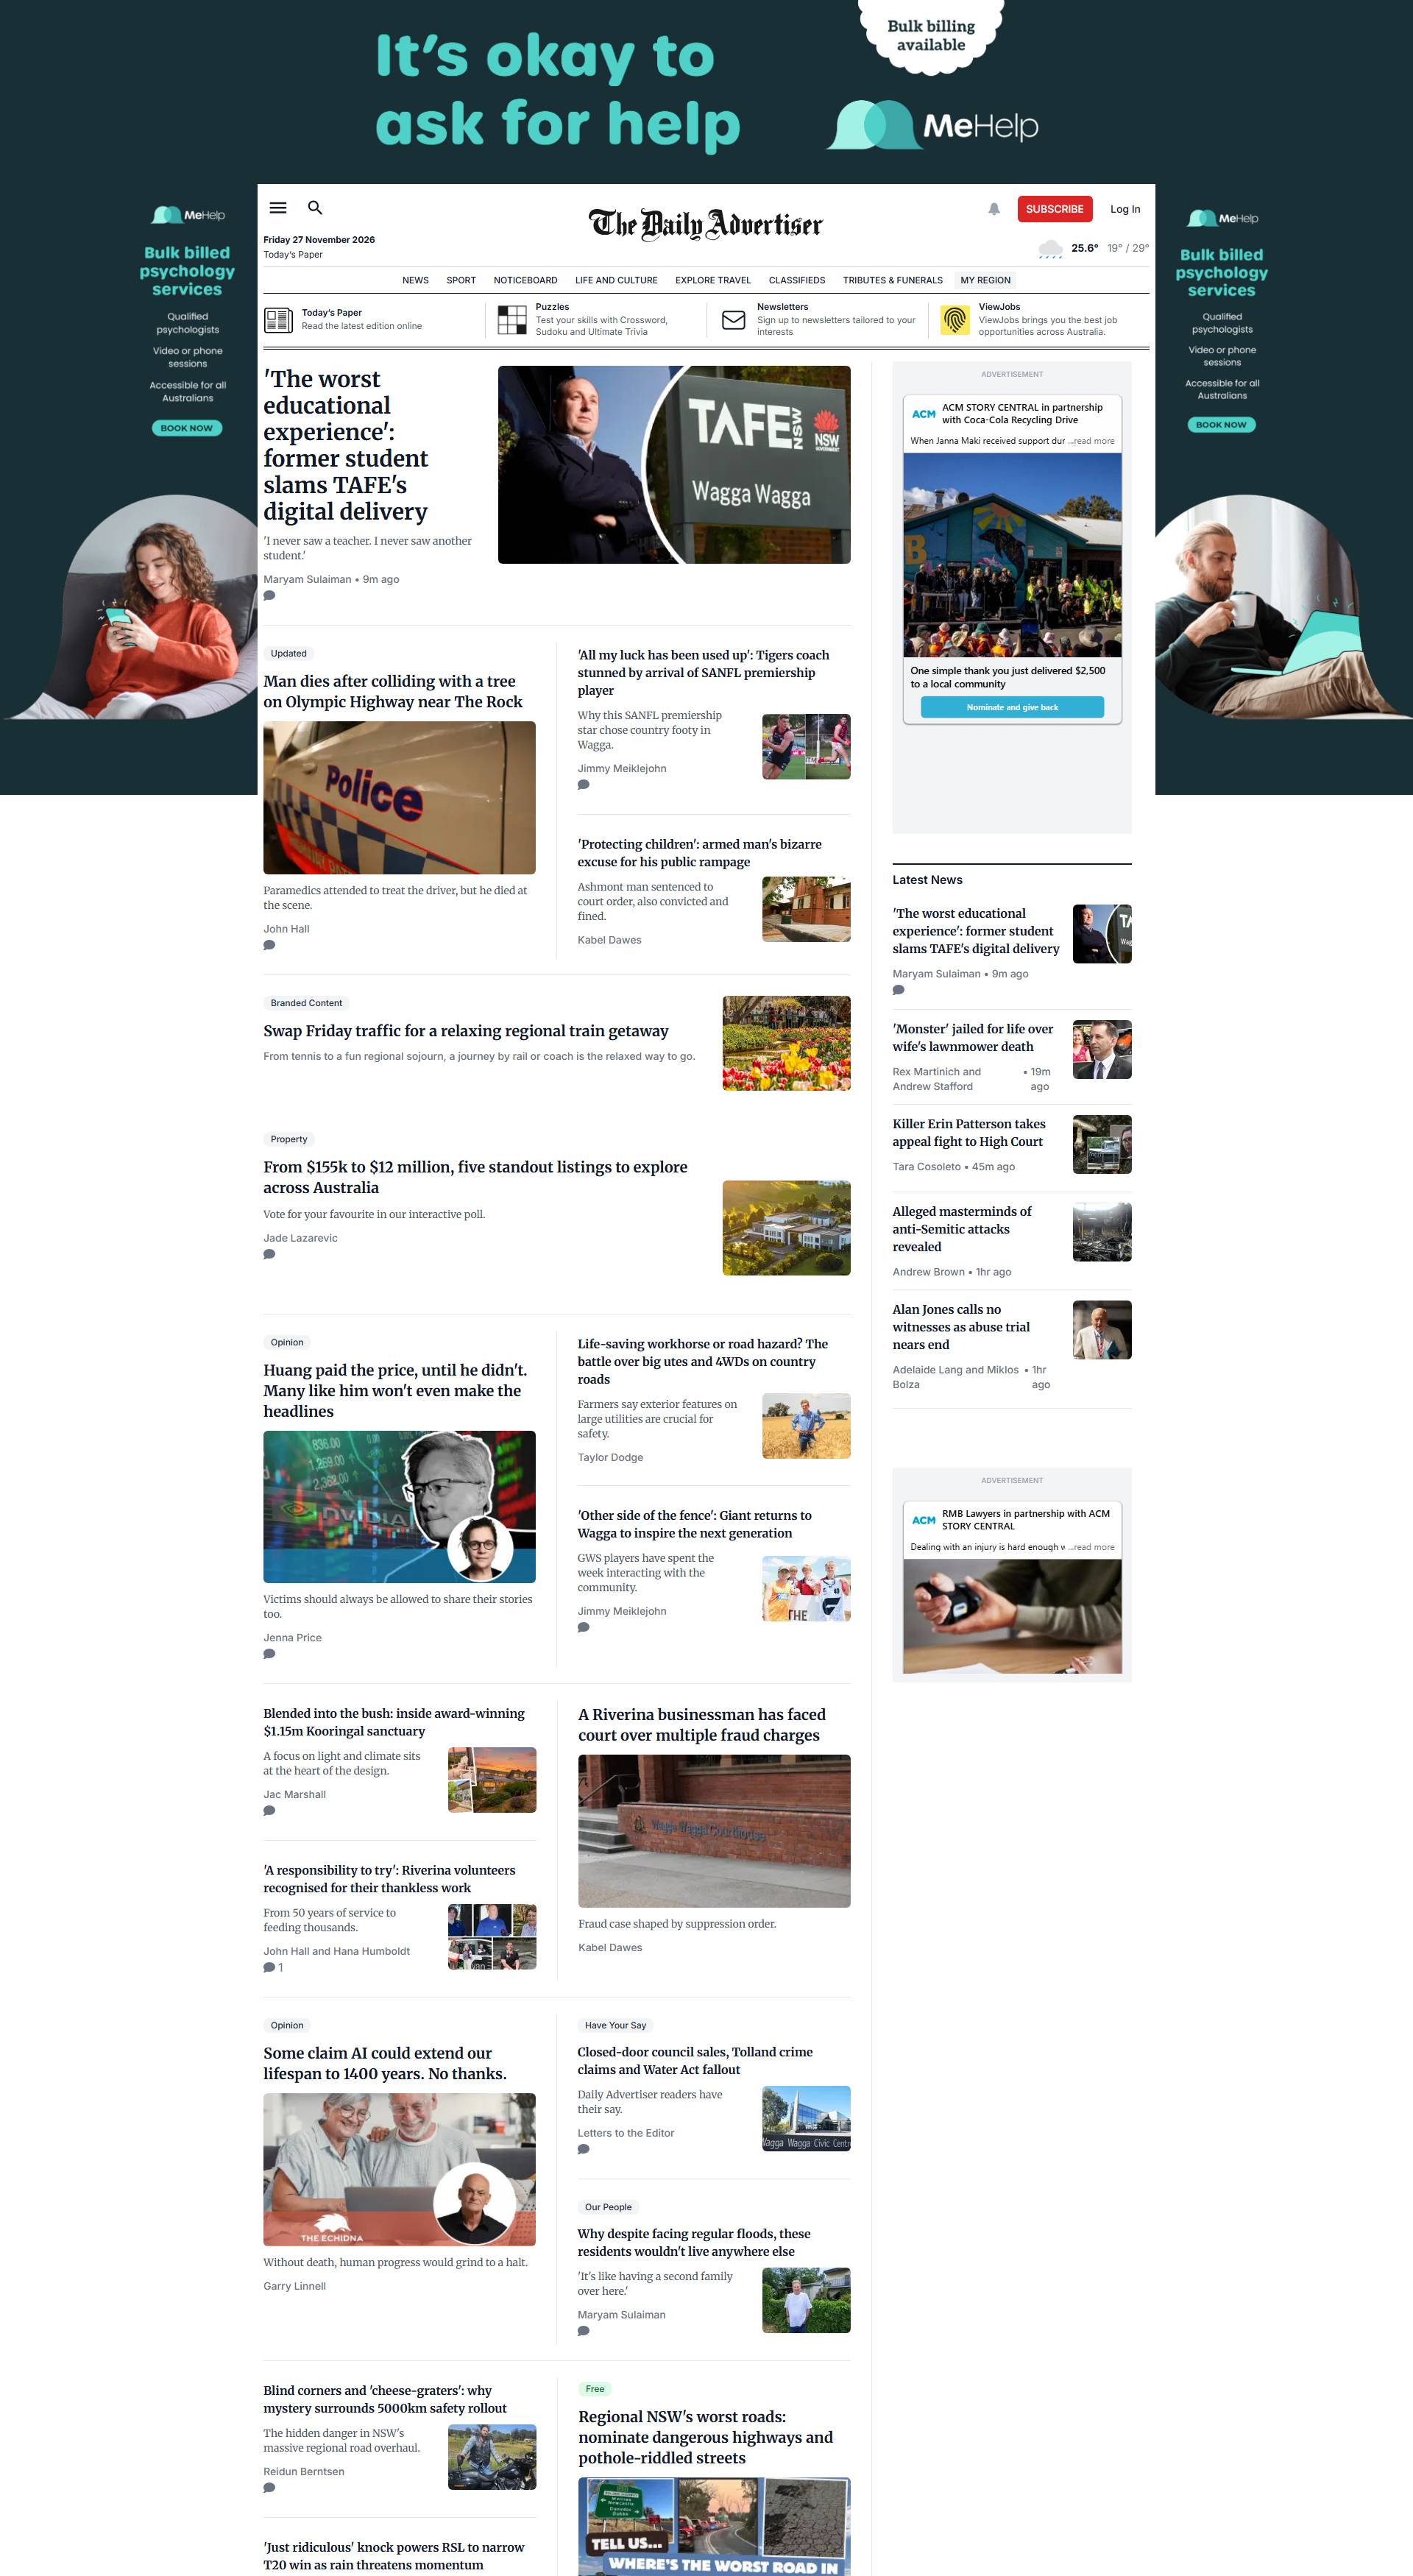 It's okay to
ask for help
Bulk billing
available
MeHelp
MeHelp
Bulk billed
psychology
services
Qualified
psychologists
Video or phone
sessions
Accessible for all
Australians
BOOK NOW
MeHelp
Bulk billed
psychology
services
Qualified
psychologists
Video or phone
sessions
Accessible for all
Australians
BOOK NOW
The Daily Advertiser
SUBSCRIBE
Log In
Friday 27 November 2026
Today's Paper
25.6° 19° / 29°
NEWS SPORT NOTICEBOARD LIFE AND CULTURE EXPLORE TRAVEL CLASSIFIEDS TRIBUTES & FUNERALS MY REGION
Today's Paper
Read the latest edition online
Puzzles
Test your skills with Crossword,
Sudoku and Ultimate Trivia
Newsletters
Sign up to newsletters tailored to your
interests
ViewJobs
ViewJobs brings you the best job
opportunities across Australia.
'The worst
educational
experience':
former student
slams TAFE's
digital delivery
'I never saw a teacher. I never saw another
student.'
Maryam Sulaiman • 9m ago
TAFE NSW
NSW
GOVERNMENT
Wagga Wagga
Updated
Man dies after colliding with a tree
on Olympic Highway near The Rock
Police
Paramedics attended to treat the driver, but he died at
the scene.
John Hall
'All my luck has been used up': Tigers coach
stunned by arrival of SANFL premiership
player
Why this SANFL premiership
star chose country footy in
Wagga.
Jimmy Meiklejohn
'Protecting children': armed man's bizarre
excuse for his public rampage
Ashmont man sentenced to
court order, also convicted and
fined.
Kabel Dawes
Branded Content
Swap Friday traffic for a relaxing regional train getaway
From tennis to a fun regional sojourn, a journey by rail or coach is the relaxed way to go.
Property
From $155k to $12 million, five standout listings to explore
across Australia
Vote for your favourite in our interactive poll.
Jade Lazarevic
Opinion
Huang paid the price, until he didn't.
Many like him won't even make the
headlines
836.00
1,269.00
2,362.00
NVIDIA
Victims should always be allowed to share their stories
too.
Jenna Price
Life-saving workhorse or road hazard? The
battle over big utes and 4WDs on country
roads
Farmers say exterior features on
large utilities are crucial for
safety.
Taylor Dodge
'Other side of the fence': Giant returns to
Wagga to inspire the next generation
GWS players have spent the
week interacting with the
community.
Jimmy Meiklejohn
THE
Blended into the bush: inside award-winning
$1.15m Kooringal sanctuary
A focus on light and climate sits
at the heart of the design.
Jac Marshall
'A responsibility to try': Riverina volunteers
recognised for their thankless work
From 50 years of service to
feeding thousands.
John Hall and Hana Humboldt
1
A Riverina businessman has faced
court over multiple fraud charges
Wagga Wagga Courthouse
Fraud case shaped by suppression order.
Kabel Dawes
Opinion
Some claim AI could extend our
lifespan to 1400 years. No thanks.
THE ECHIDNA
Without death, human progress would grind to a halt.
Garry Linnell
Have Your Say
Closed-door council sales, Tolland crime
claims and Water Act fallout
Daily Advertiser readers have
their say.
Letters to the Editor
Wagga Wagga Civic Centre
Our People
Why despite facing regular floods, these
residents wouldn't live anywhere else
'It's like having a second family
over here.'
Maryam Sulaiman
Blind corners and 'cheese-graters': why
mystery surrounds 5000km safety rollout
The hidden danger in NSW's
massive regional road overhaul.
Reidun Berntsen
'Just ridiculous' knock powers RSL to narrow
T20 win as rain threatens momentum
Free
Regional NSW's worst roads:
nominate dangerous highways and
pothole-riddled streets
TELL US...
WHERE'S THE WORST ROAD IN
ADVERTISEMENT
ACM
ACM STORY CENTRAL in partnership
with Coca-Cola Recycling Drive
When Janna Maki received support dur ...read more
One simple thank you just delivered $2,500
to a local community
Nominate and give back
Latest News
'The worst educational
experience': former student
slams TAFE's digital delivery
Maryam Sulaiman • 9m ago
'Monster' jailed for life over
wife's lawnmower death
Rex Martinich and
Andrew Stafford
• 19m
ago
Killer Erin Patterson takes
appeal fight to High Court
Tara Cosoleto • 45m ago
Alleged masterminds of
anti-Semitic attacks
revealed
Andrew Brown • 1hr ago
Alan Jones calls no
witnesses as abuse trial
nears end
Adelaide Lang and Miklos
Bolza
• 1hr
ago
ADVERTISEMENT
ACM
RMB Lawyers in partnership with ACM
STORY CENTRAL
Dealing with an injury is hard enough w ...read more